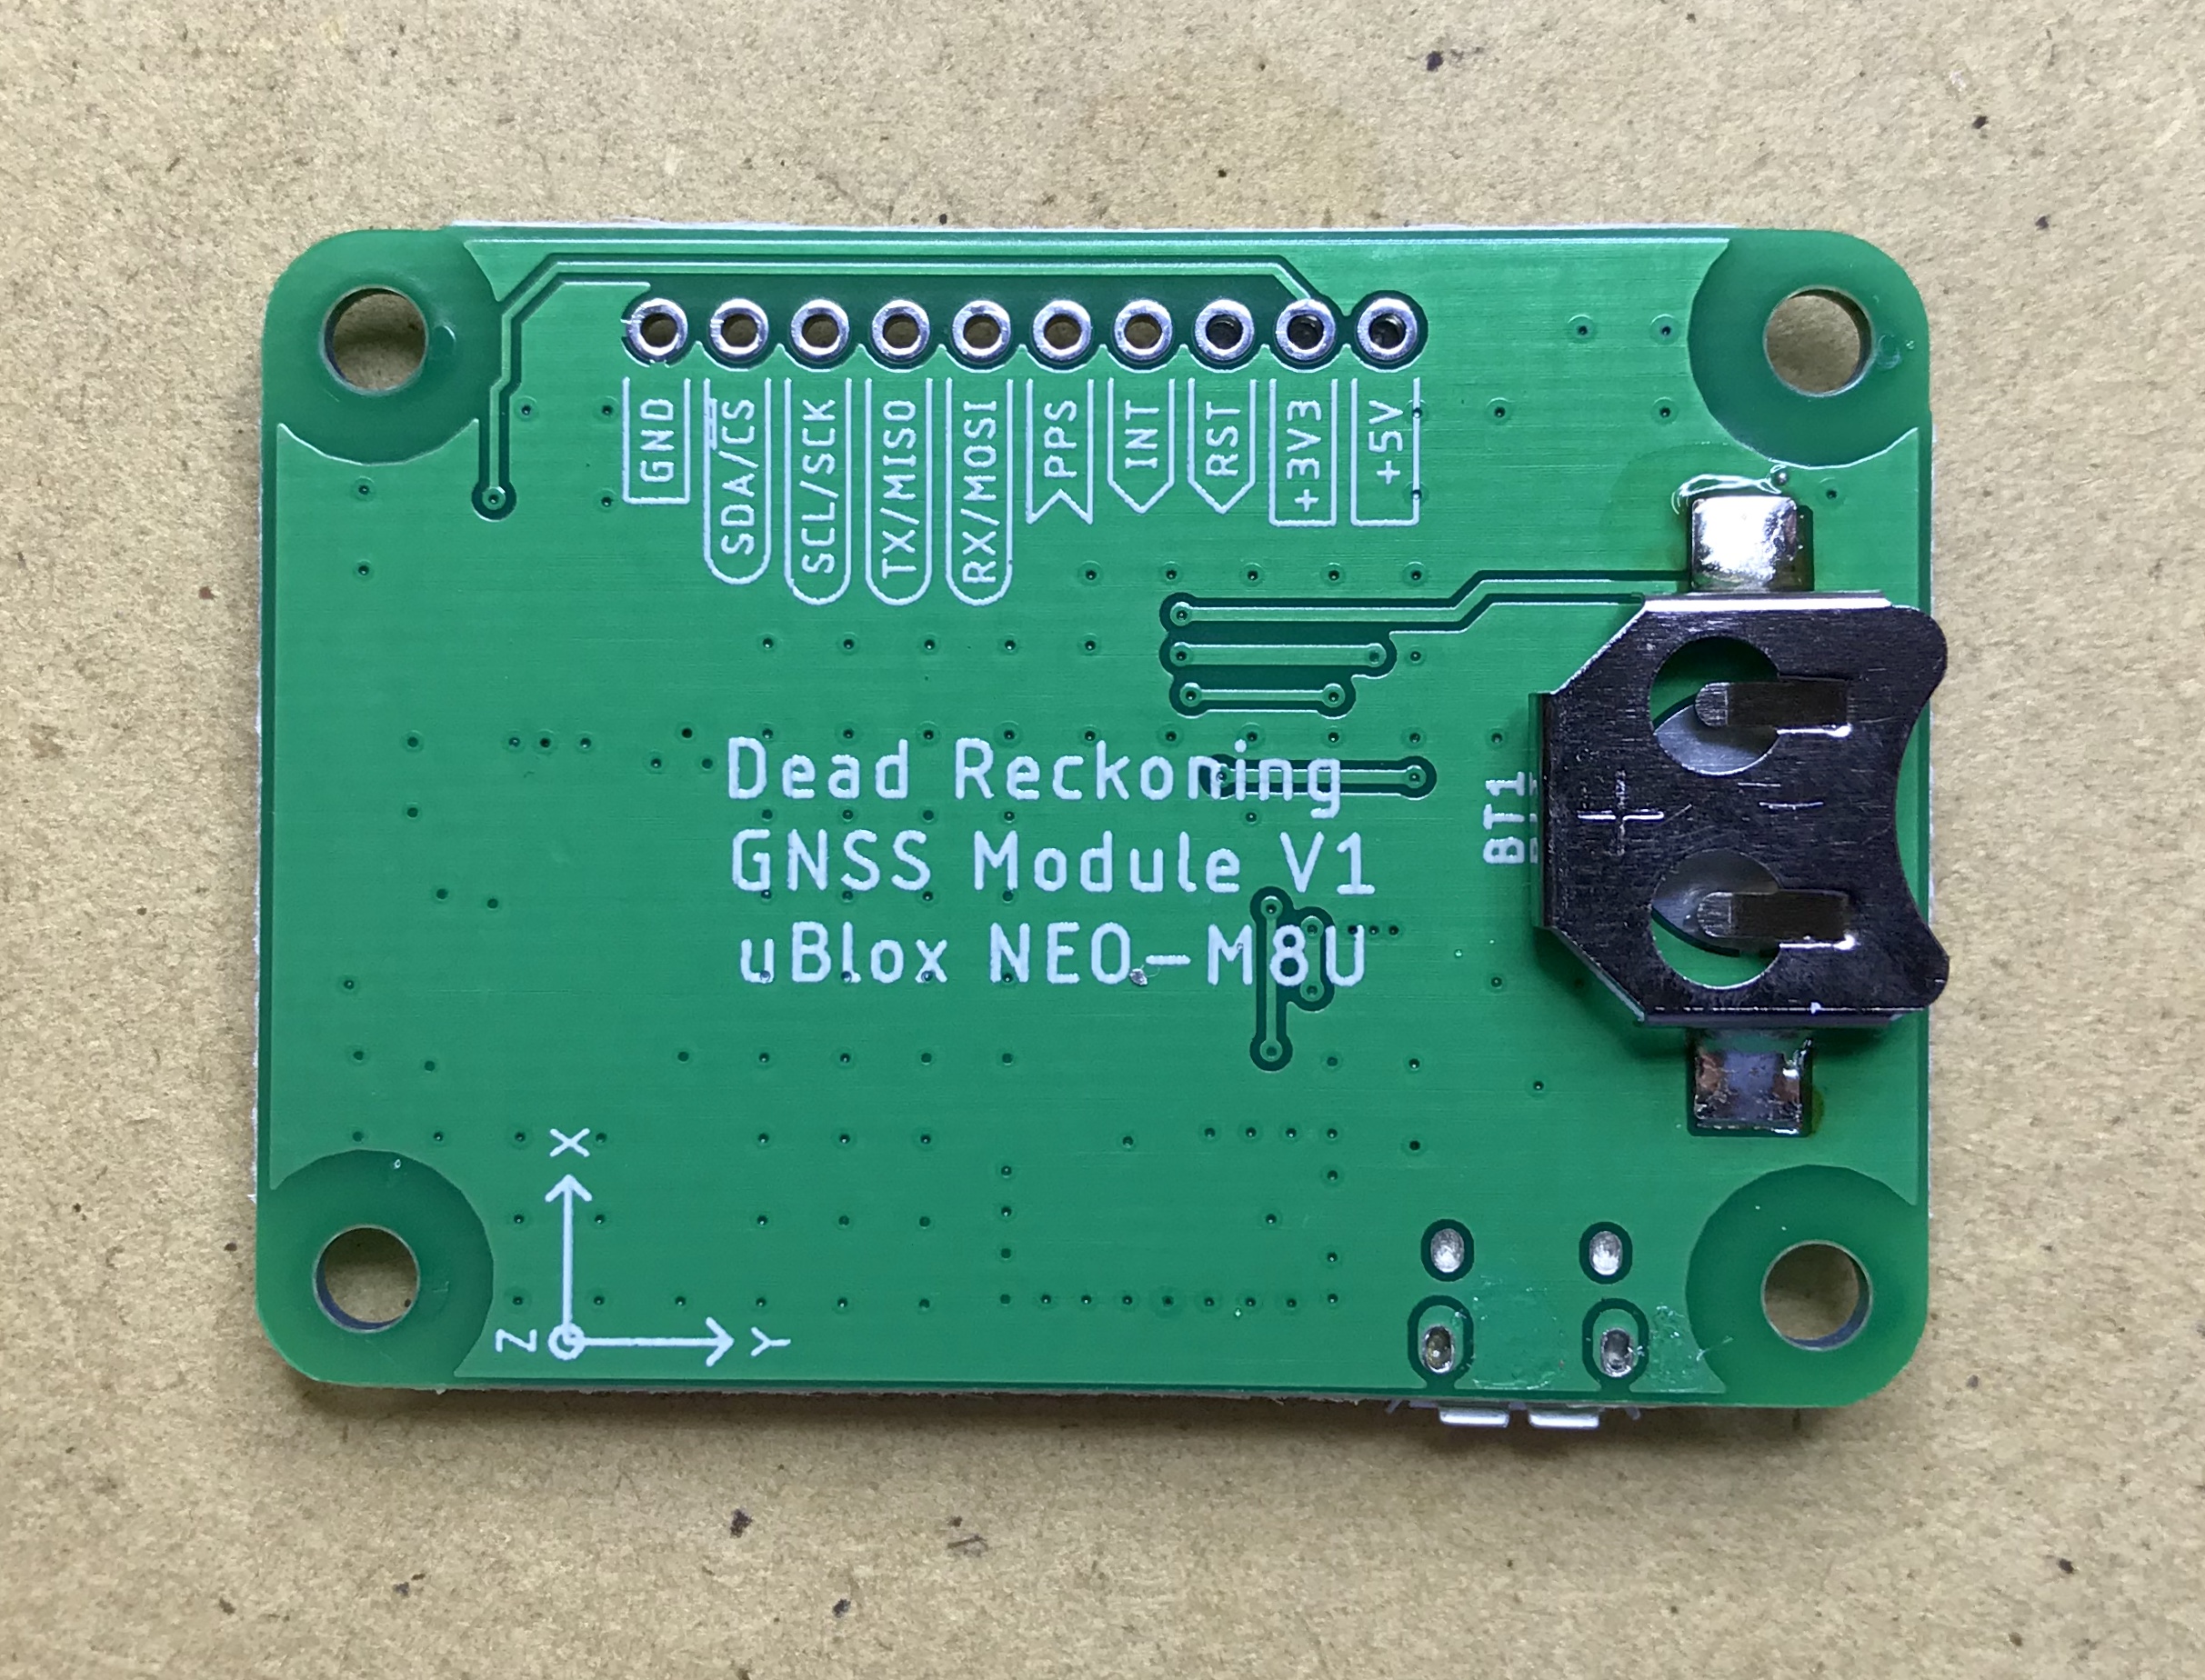 GND
SDA/CS
SCL/SCK
TX/MISO
RX/MOSI
PPS
INT
RST
+3V3
+5V
Dead Reckoning
GNSS Module V1
uBlox NEO-M8U
BT1
+
X
Z
Y